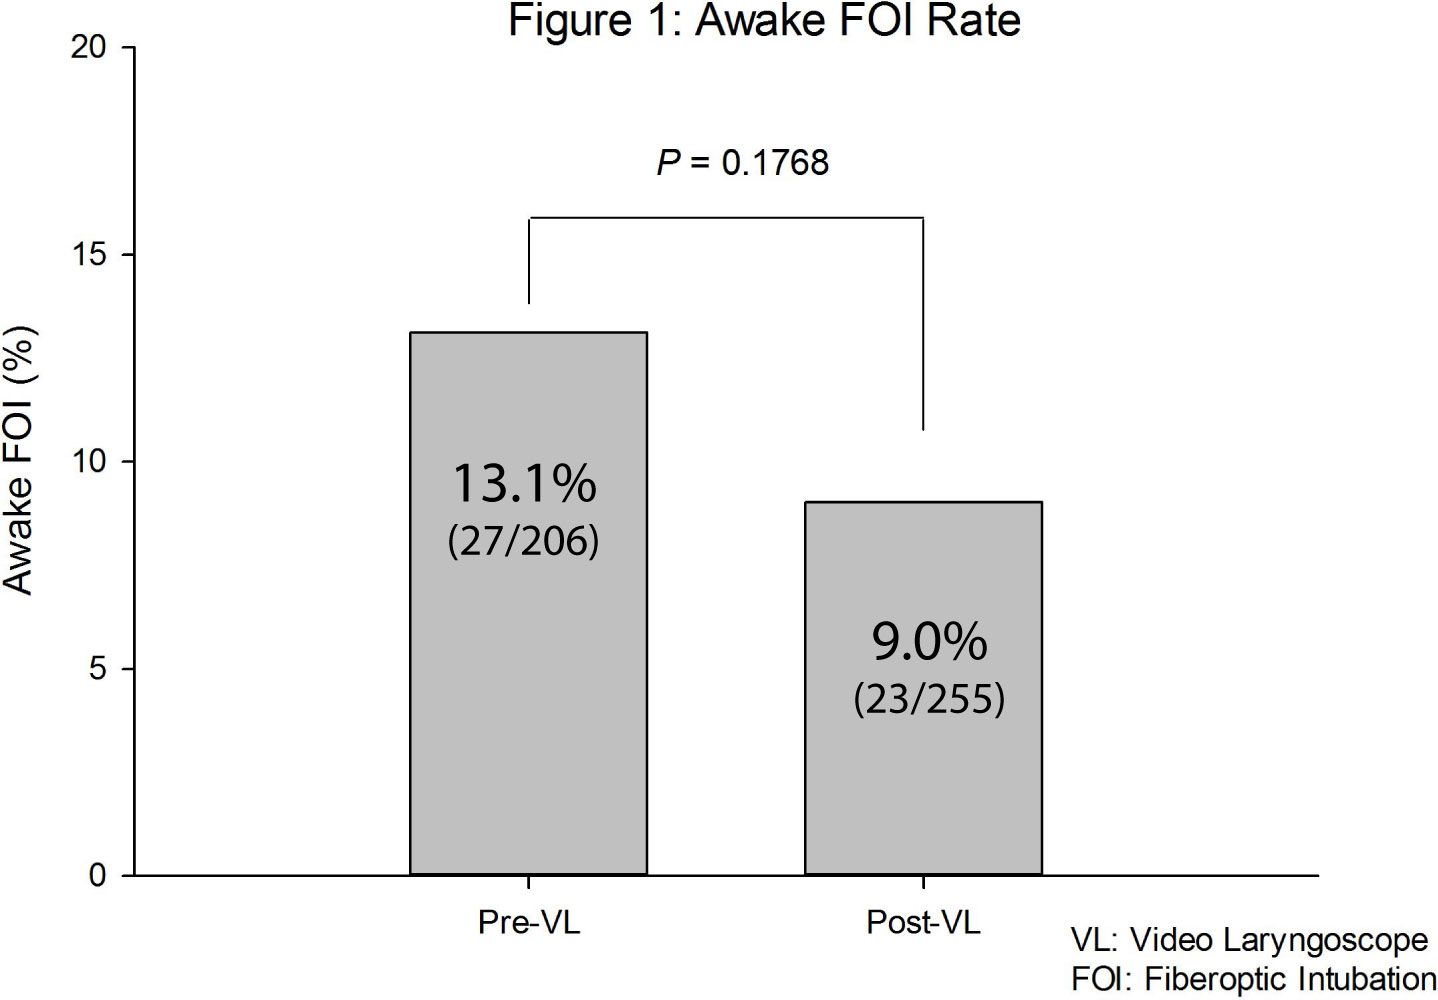 Figure 1: Awake FOI Rate
20
P = 0.1768
15
Awake FOI (%)
10
13.1%
(27/206)
9.0%
(23/255)
5
0
Pre-VL
Post-VL
VL: Video Laryngoscope
FOI: Fiberoptic Intubation